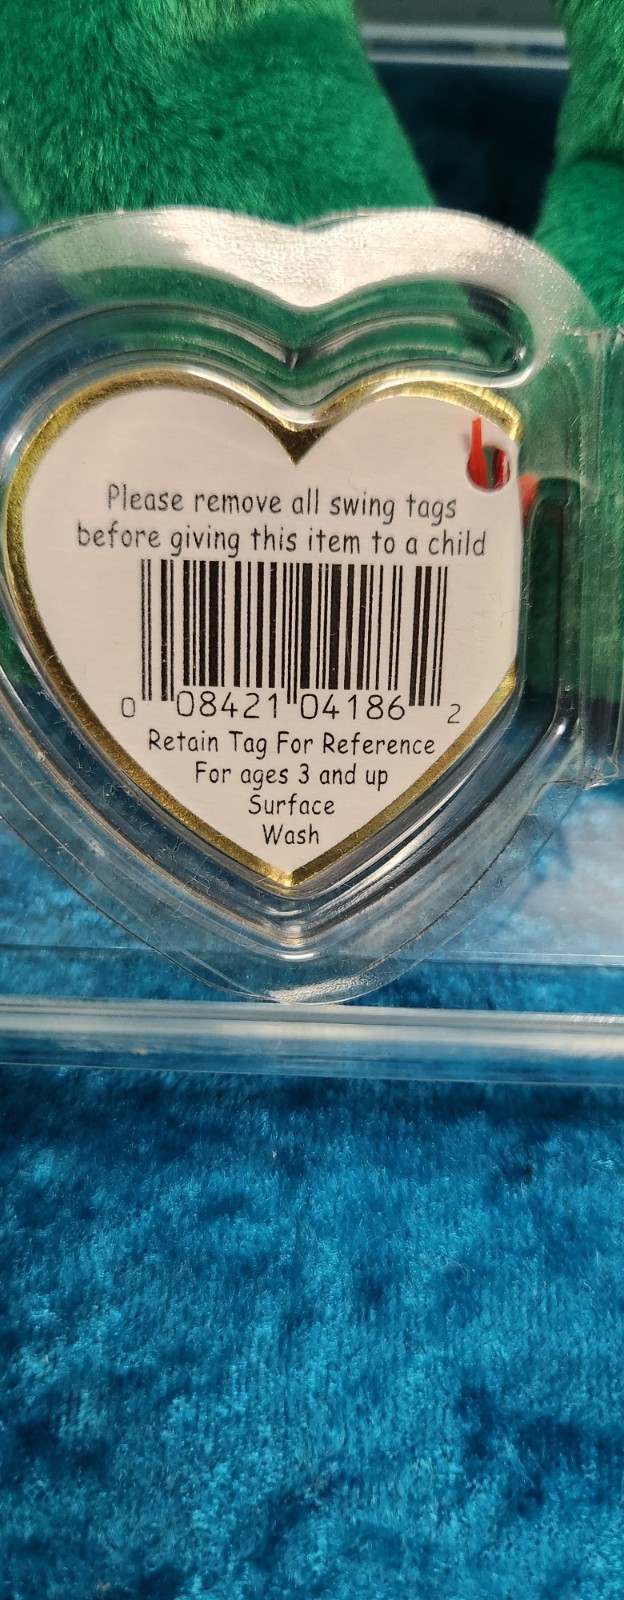 Please remove all swing tags
before giving this item to a child
0 08421 04186 2
Retain Tag For Reference
For ages 3 and up
Surface
Wash